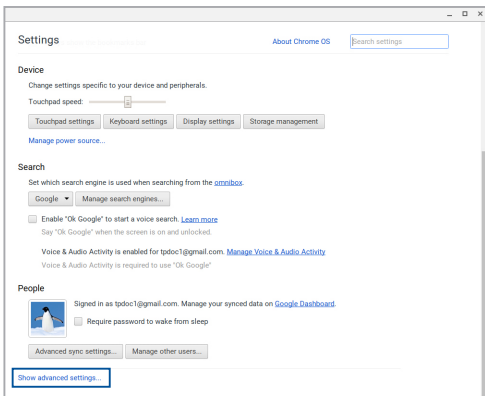 Settings
About Chrome OS
Search settings
Device
Change settings specific to your device and peripherals.
Touchpad speed:
Touchpad settings
Keyboard settings
Display settings
Storage management
Manage power source...
Search
Set which search engine is used when searching from the omnibox.
Google
Manage search engines...
Enable "Ok Google" to start a voice search. Learn more
Say "Ok Google" when the screen is on and unlocked.
Voice & Audio Activity is enabled for tpdoc1@gmail.com. Manage Voice & Audio Activity
Voice & Audio Activity is required to use "Ok Google"
People
Signed in as tpdoc1@gmail.com. Manage your synced data on Google Dashboard.
Require password to wake from sleep
Advanced sync settings...
Manage other users...
Show advanced settings...